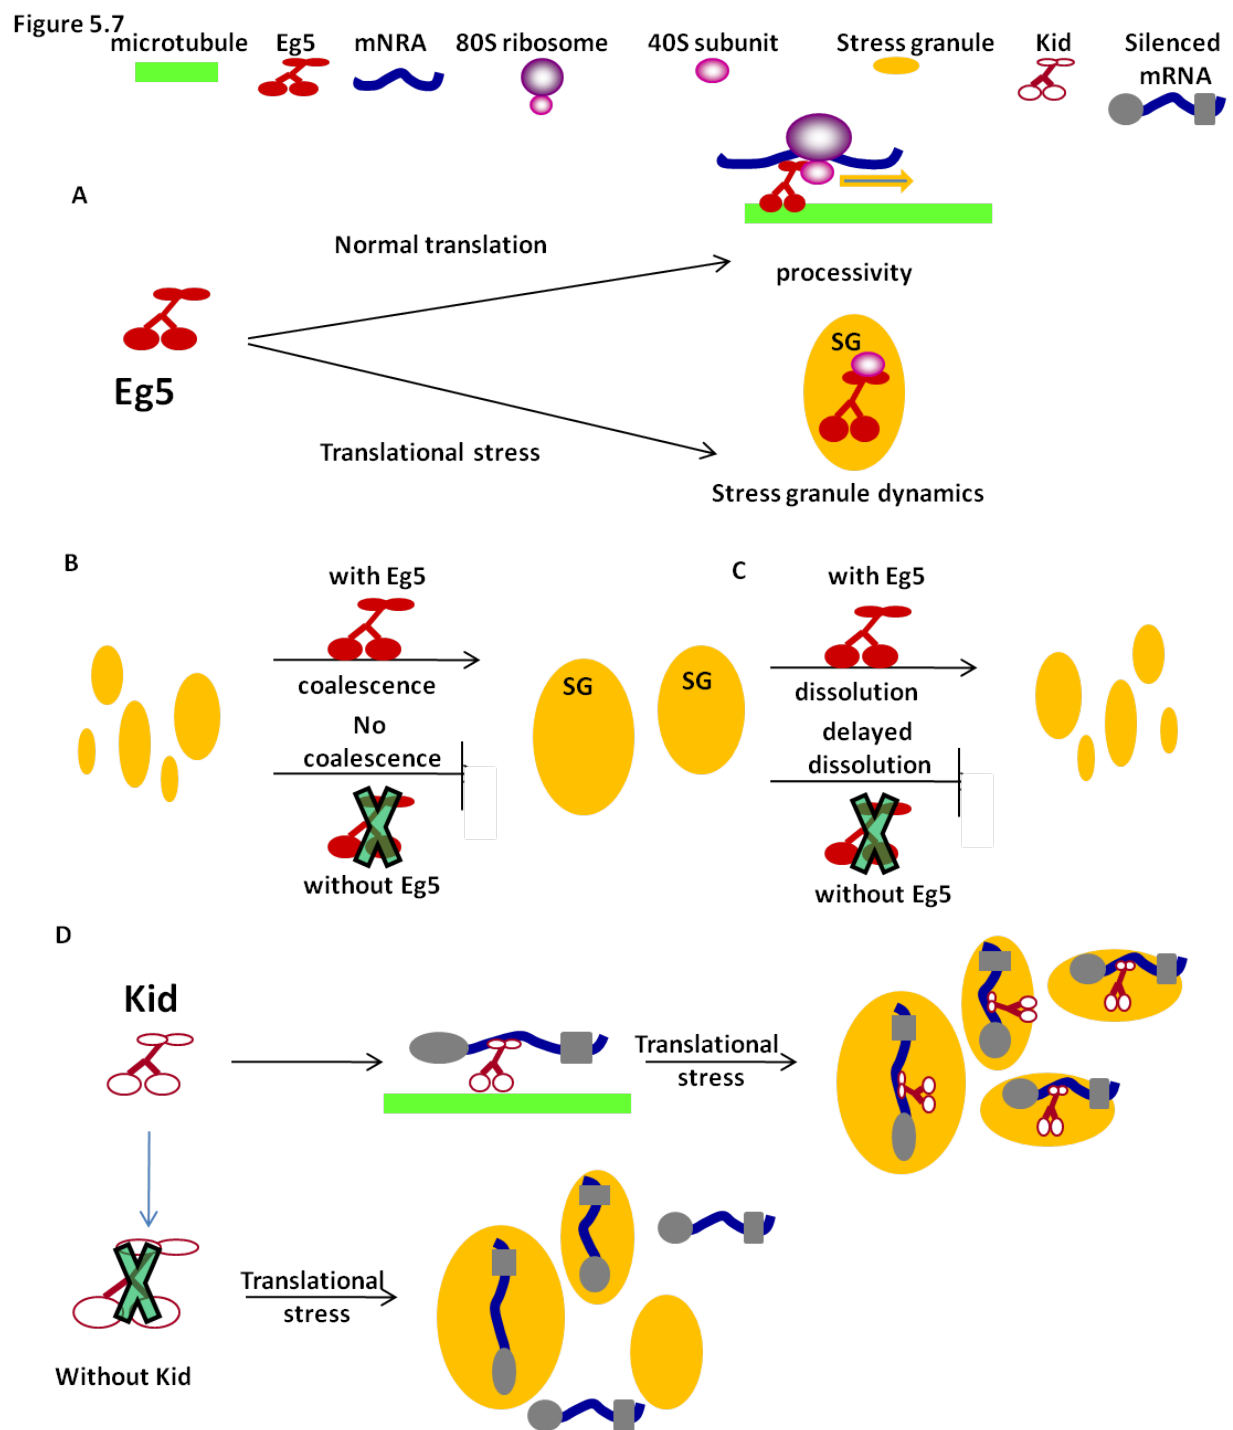 Figure 5.7
microtubule
Eg5
mNRA
80S ribosome
40S subunit
Stress granule
Kid
Silenced
mRNA
A
Normal translation
processivity
Eg5
SG
Translational stress
Stress granule dynamics
B
with Eg5
coalescence
No
coalescence
without Eg5
SG
SG
C
with Eg5
dissolution
delayed
dissolution
without Eg5
D
Kid
Translational
stress
Translational
stress
Without Kid